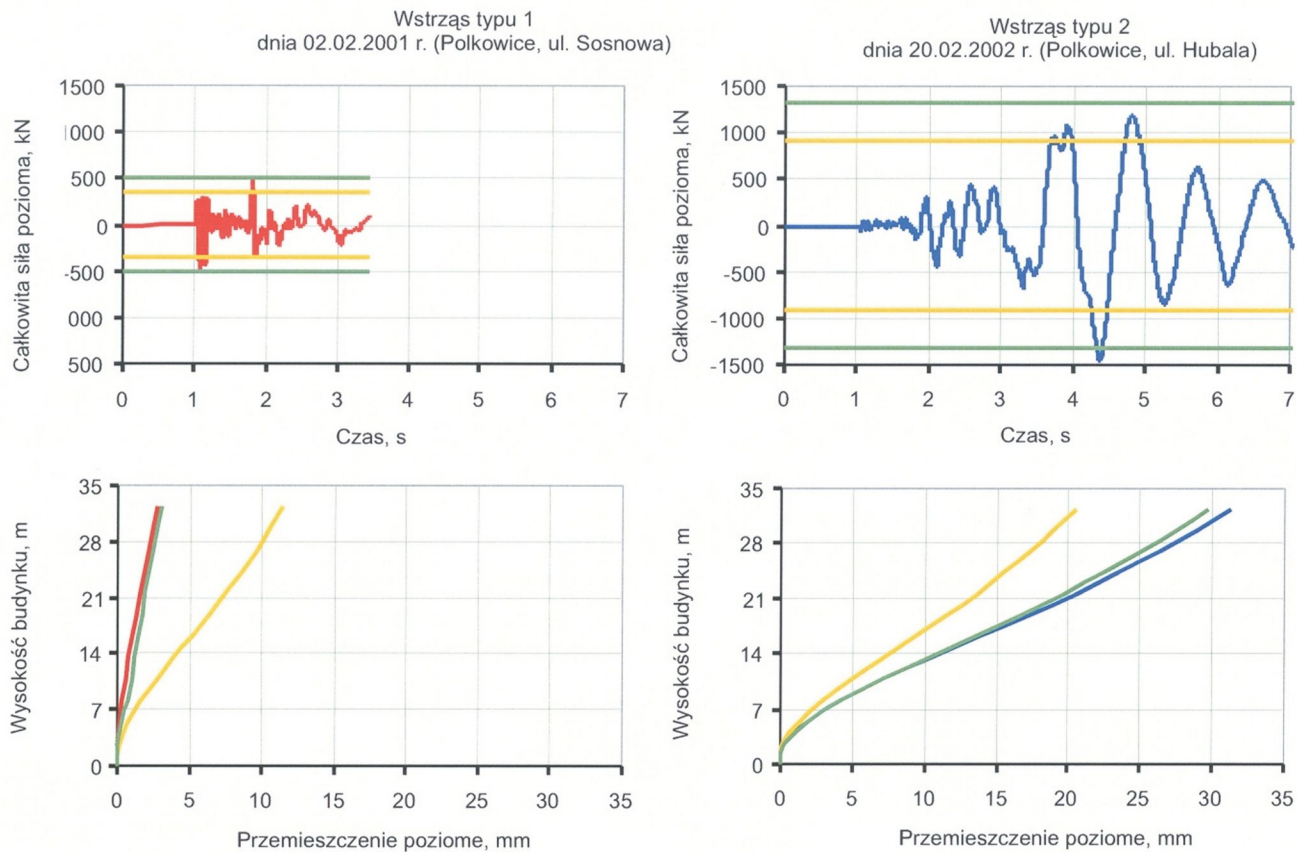 Wstrząs typu 1
dnia 02.02.2001 r. (Polkowice, ul. Sosnowa)
Wstrząs typu 2
dnia 20.02.2002 r. (Polkowice, ul. Hubala)
Całkowita siła pozioma, kN
1500
000
500
0
-500
000
500
0 1 2 3 4 5 6 7
Czas, s
Całkowita siła pozioma, kN
1500
1000
500
0
-500
-1000
-1500
0 1 2 3 4 5 6 7
Czas, s
Wysokość budynku, m
35
28
21
14
7
0
0 5 10 15 20 25 30 35
Przemieszczenie poziome, mm
Wysokość budynku, m
35
28
21
14
7
0
0 5 10 15 20 25 30 35
Przemieszczenie poziome, mm